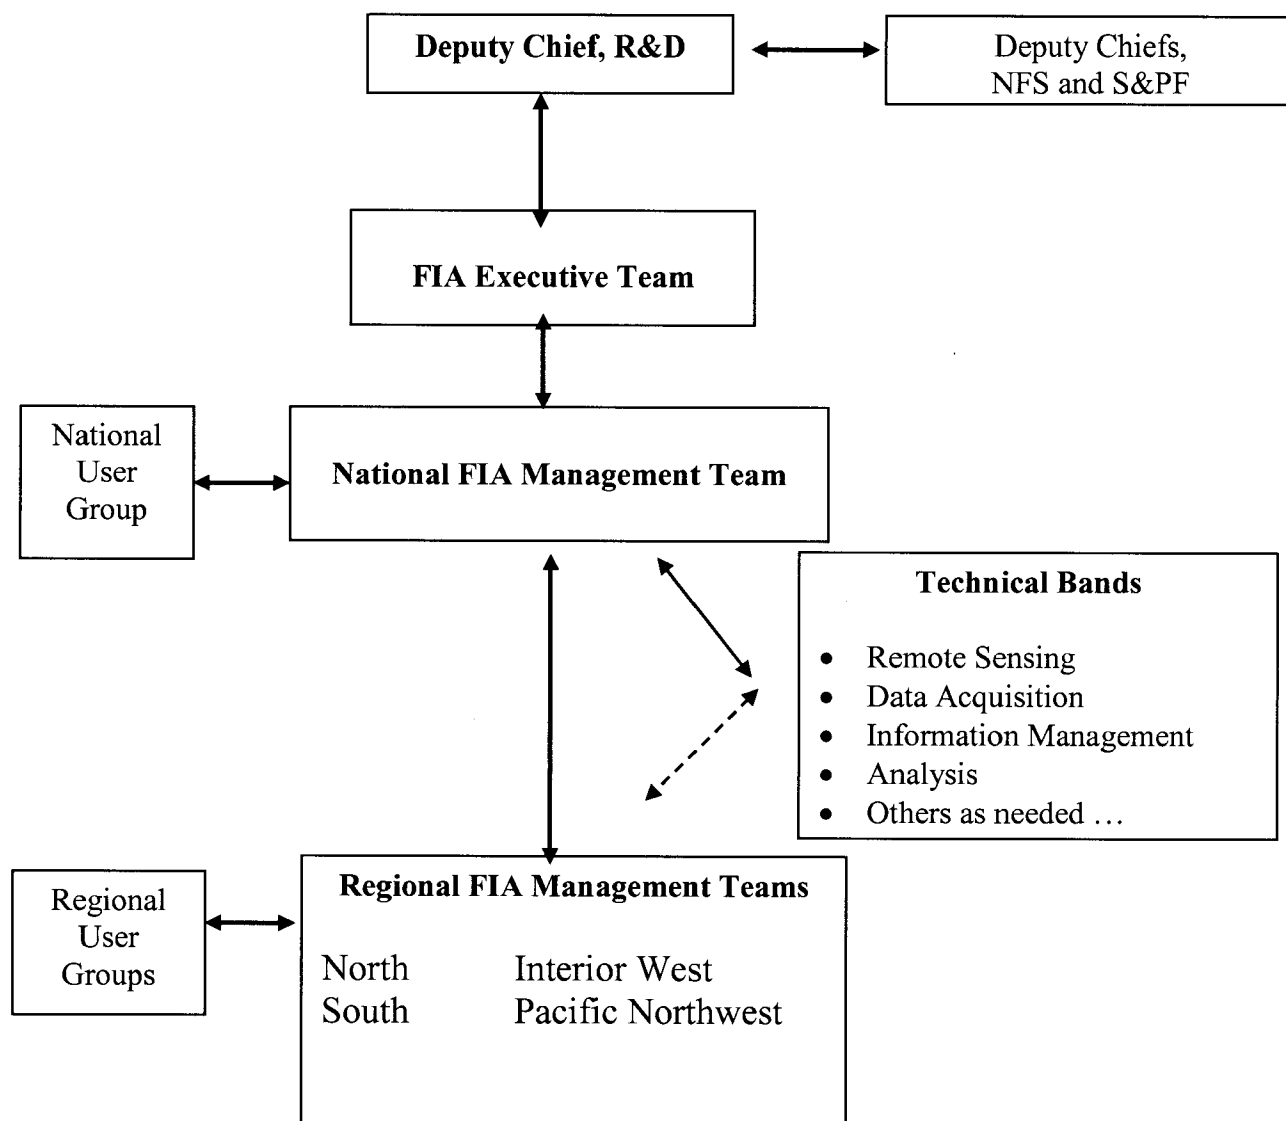 Deputy Chief, R&D
Deputy Chiefs,
NFS and S&PF
FIA Executive Team
National
User
Group
National FIA Management Team
Technical Bands
• Remote Sensing
• Data Acquisition
• Information Management
• Analysis
• Others as needed …
Regional
User
Groups
Regional FIA Management Teams
North Interior West
South Pacific Northwest